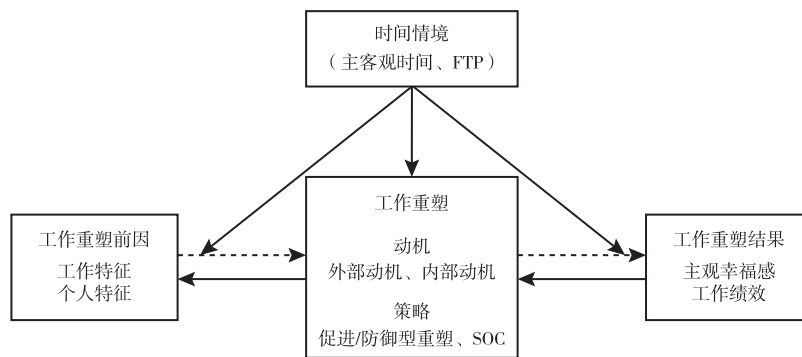 时间情境
（主客观时间、FTP）
工作重塑前因
工作特征
个人特征
工作重塑
动机
外部动机、内部动机
策略
促进/防御型重塑、SOC
工作重塑结果
主观幸福感
工作绩效